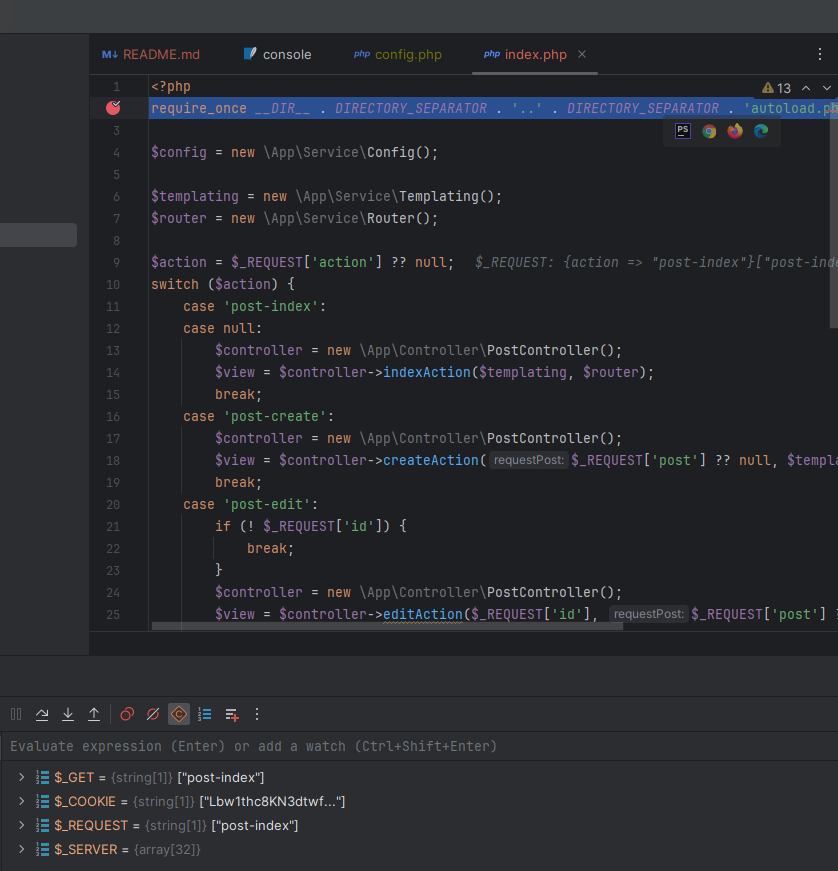 README.md
console
php config.php
php index.php
13
1 <?php
require_once __DIR__ . DIRECTORY_SEPARATOR . '..' . DIRECTORY_SEPARATOR . 'autoload.ph
3
PS
4 $config = new \App\Service\Config();
5
6 $templating = new \App\Service\Templating();
7 $router = new \App\Service\Router();
8
9 $action = $_REQUEST['action'] ?? null; $_REQUEST: {action => "post-index"}["post-inde
10 switch ($action) {
11 case 'post-index':
12 case null:
13 $controller = new \App\Controller\PostController();
14 $view = $controller->indexAction($templating, $router);
15 break;
16 case 'post-create':
17 $controller = new \App\Controller\PostController();
18 $view = $controller->createAction( requestPost: $_REQUEST['post'] ?? null, $templa
19 break;
20 case 'post-edit':
21 if (! $_REQUEST['id']) {
22 break;
23 }
24 $controller = new \App\Controller\PostController();
25 $view = $controller->editAction($_REQUEST['id'], requestPost: $_REQUEST['post'] ?
Evaluate expression (Enter) or add a watch (Ctrl+Shift+Enter)
$_GET = {string[1]} ["post-index"]
$_COOKIE = {string[1]} ["Lbw1thc8KN3dtwf..."]
$_REQUEST = {string[1]} ["post-index"]
$_SERVER = {array[32]}